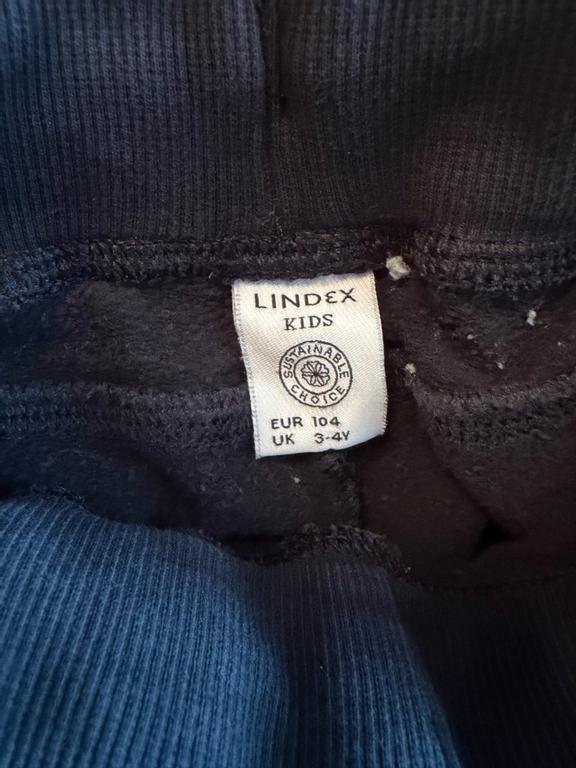 LINDEX
KIDS
SUSTAINABLE
CHOICE
EUR 104
UK 3-4Y